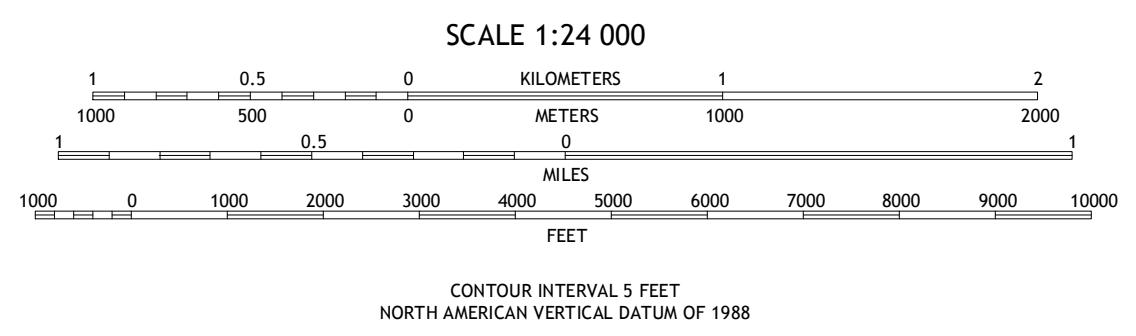 SCALE 1:24 000
1 0.5 0 KILOMETERS 1 2
1000 500 0 METERS 1000 2000
1 0.5 0 1
MILES
1000 0 1000 2000 3000 4000 5000 6000 7000 8000 9000 10000
FEET
CONTOUR INTERVAL 5 FEET
NORTH AMERICAN VERTICAL DATUM OF 1988